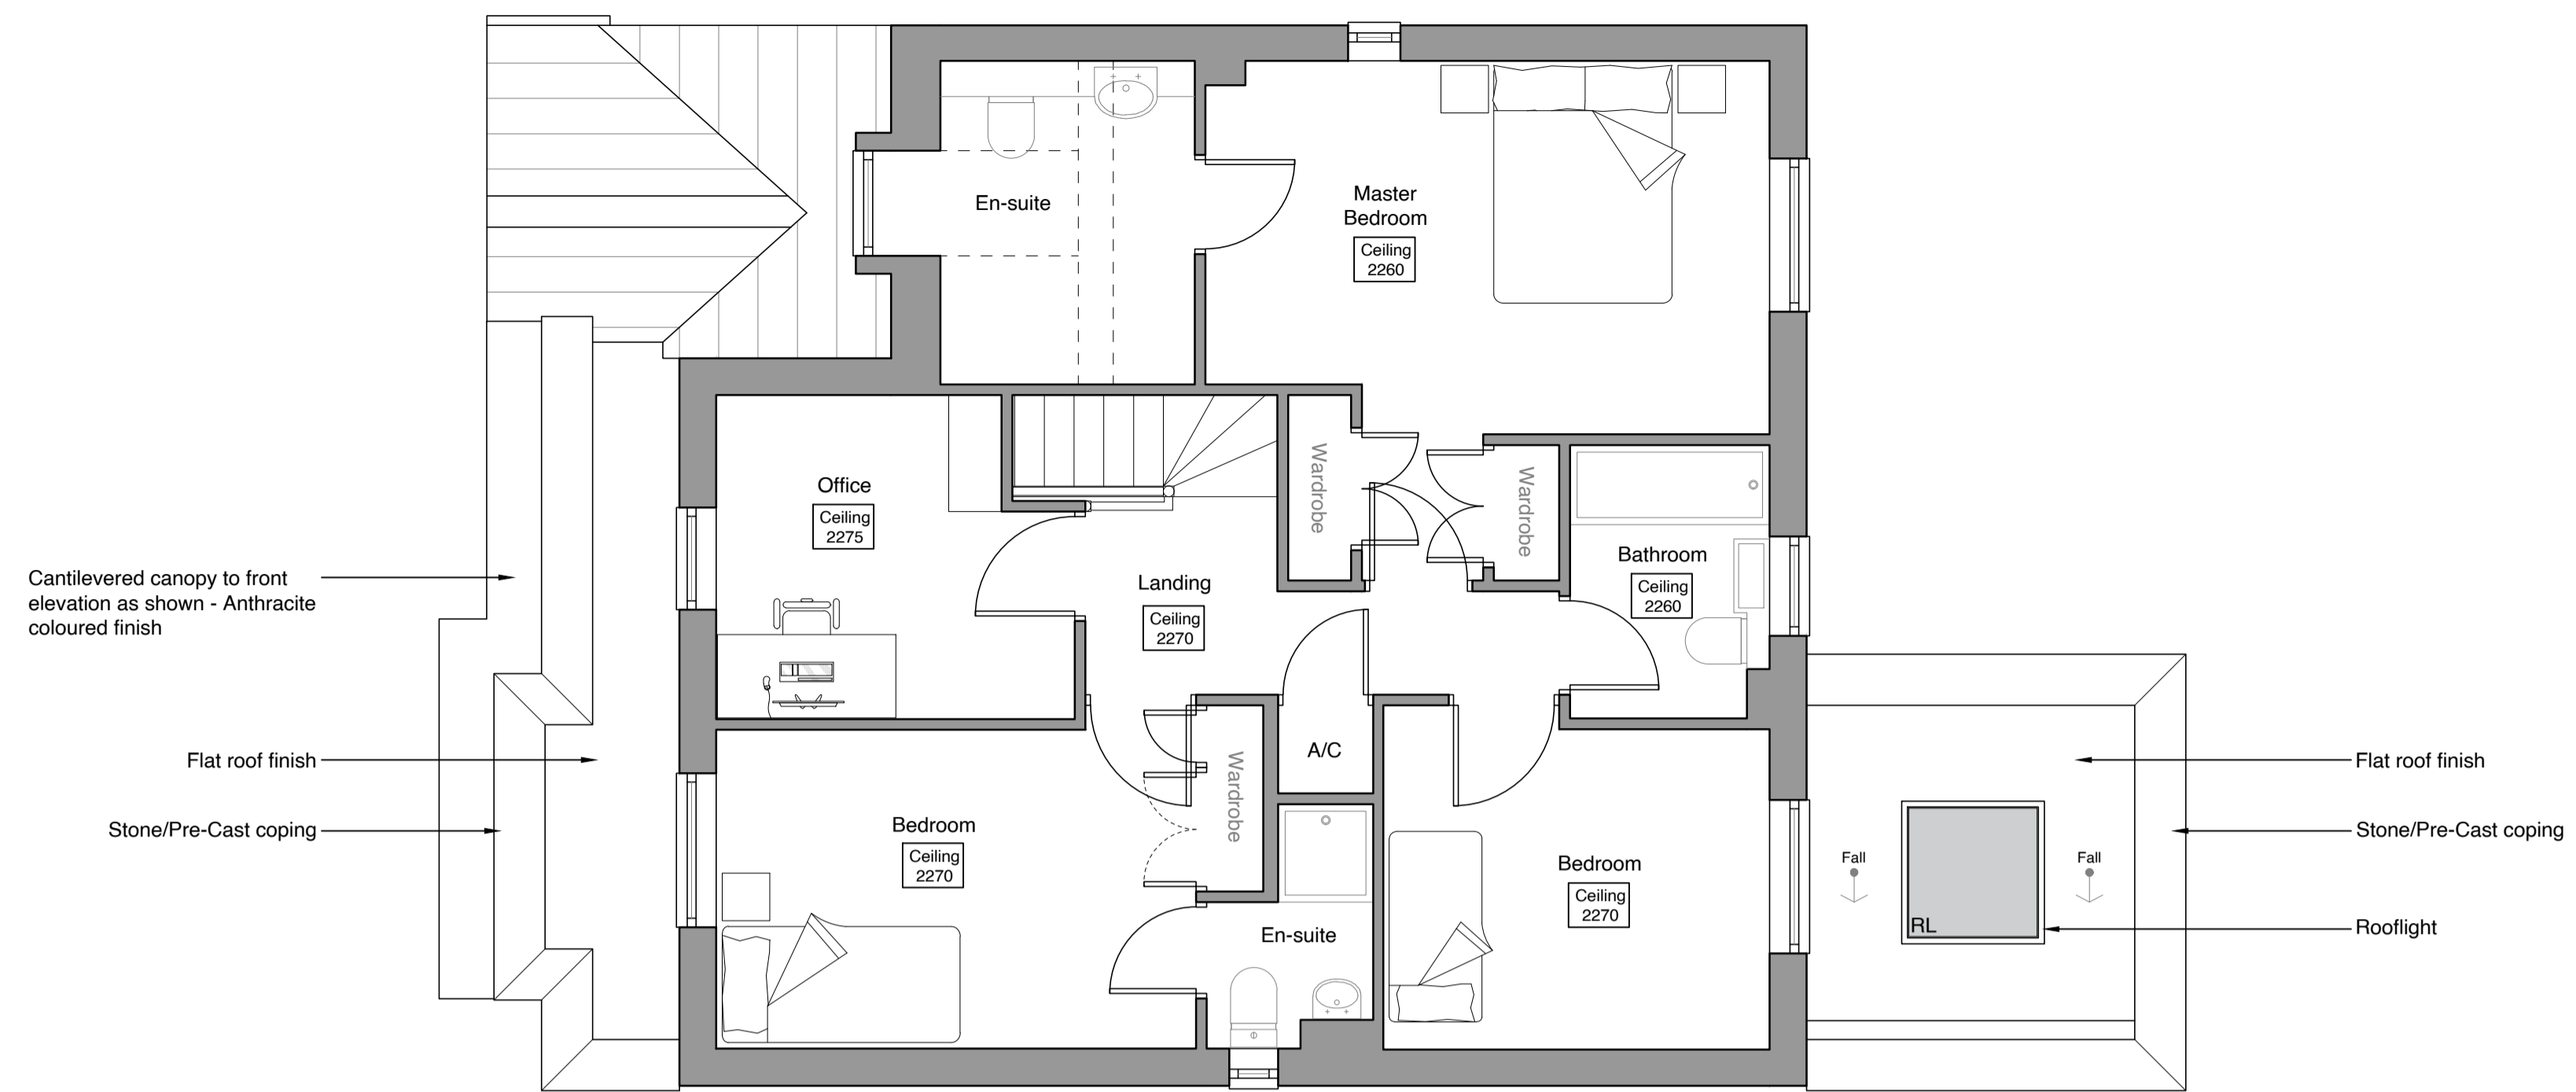 En-suite
Master
Bedroom
Ceiling
2260
Office
Ceiling
2275
Wardrobe
Wardrobe
Bathroom
Ceiling
2260
Landing
Ceiling
2270
Cantilevered canopy to front
elevation as shown - Anthracite
coloured finish
Flat roof finish
Stone/Pre-Cast coping
A/C
Wardrobe
Bedroom
Ceiling
2270
En-suite
Bedroom
Ceiling
2270
Fall
Fall
RL
Flat roof finish
Stone/Pre-Cast coping
Rooflight